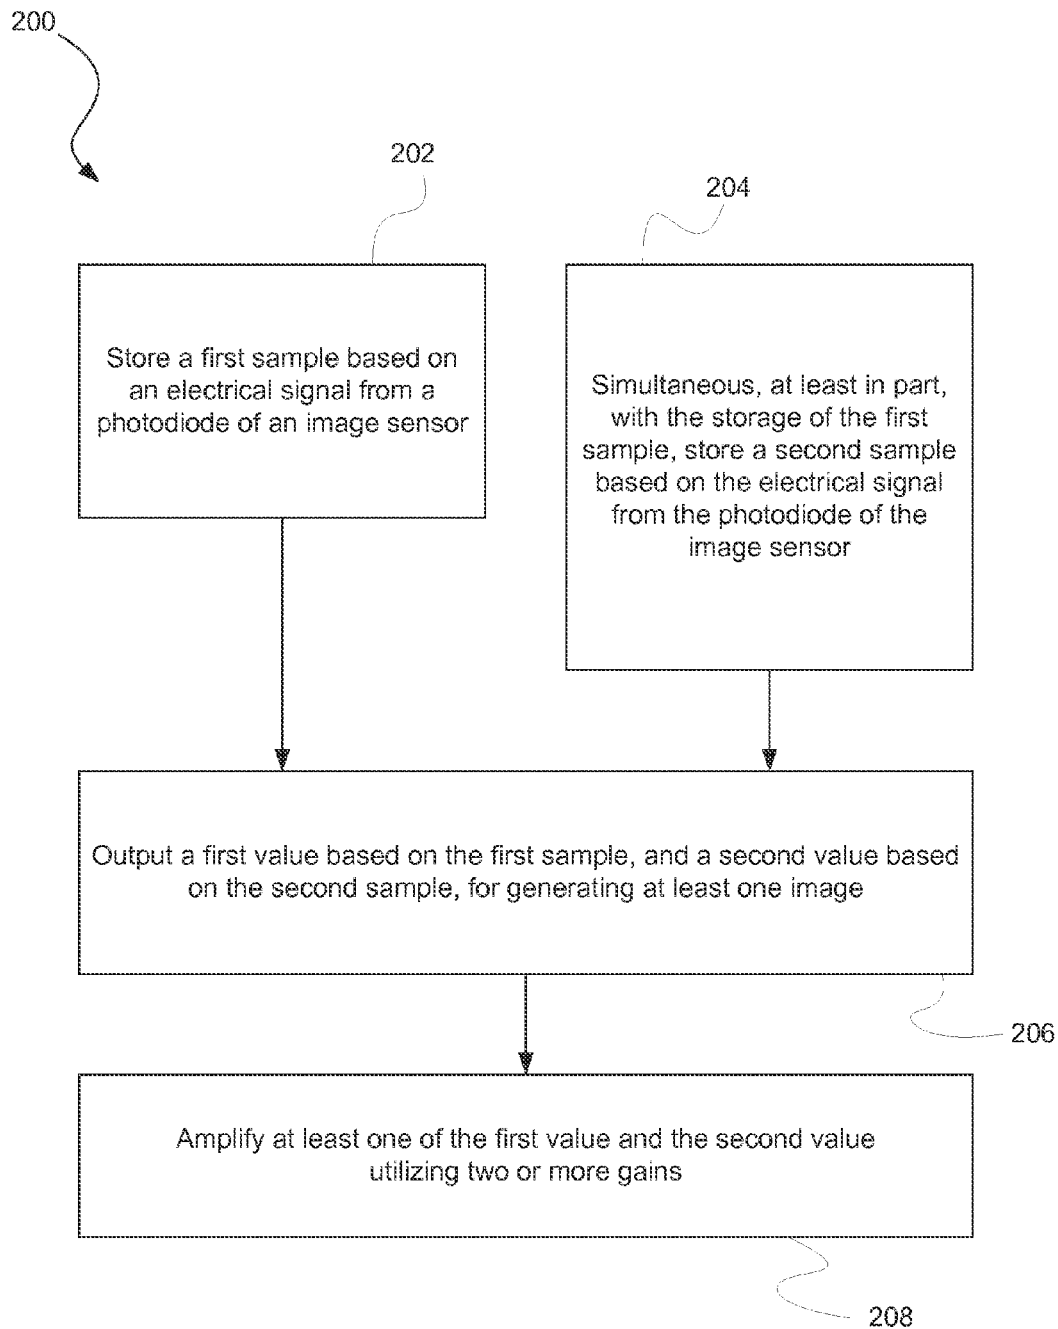 200
202
204
Store a first sample based on
an electrical signal from a
photodiode of an image sensor
Simultaneous, at least in part,
with the storage of the first
sample, store a second sample
based on the electrical signal
from the photodiode of the
image sensor
Output a first value based on the first sample, and a second value based
on the second sample, for generating at least one image
206
Amplify at least one of the first value and the second value
utilizing two or more gains
208